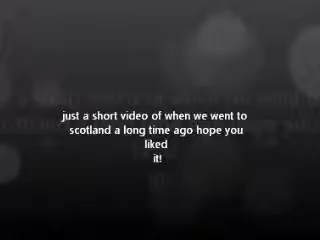 just a short video of when we went to
scotland a long time ago hope you
liked
it!